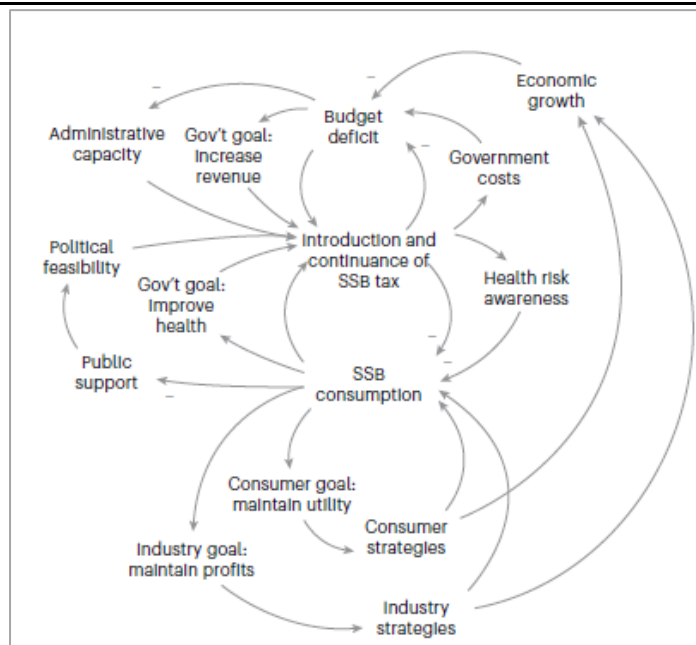 Economic
growth
Budget
deficit
Administrative
capacity
Gov't goal:
Increase
revenue
Government
costs
Political
feasibility
Introduction and
continuance of
SSB tax
Gov't goal:
Improve
health
Health risk
awareness
Public
support
SSB
consumption
Consumer goal:
maintain utility
Consumer
strategies
Industry goal:
maintain profits
Industry
strategies
–
–
–
–
–
–